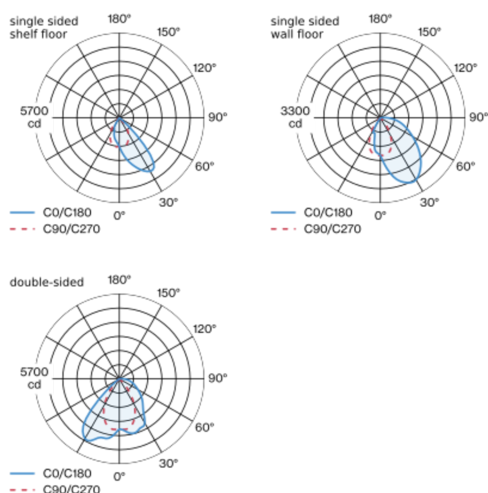 single sided
shelf floor
180°
150°
120°
90°
60°
30°
0°
5700
cd
C0/C180
C90/C270
single sided
wall floor
180°
150°
120°
90°
60°
30°
0°
3300
cd
C0/C180
C90/C270
double-sided
180°
150°
120°
90°
60°
30°
0°
5700
cd
C0/C180
C90/C270